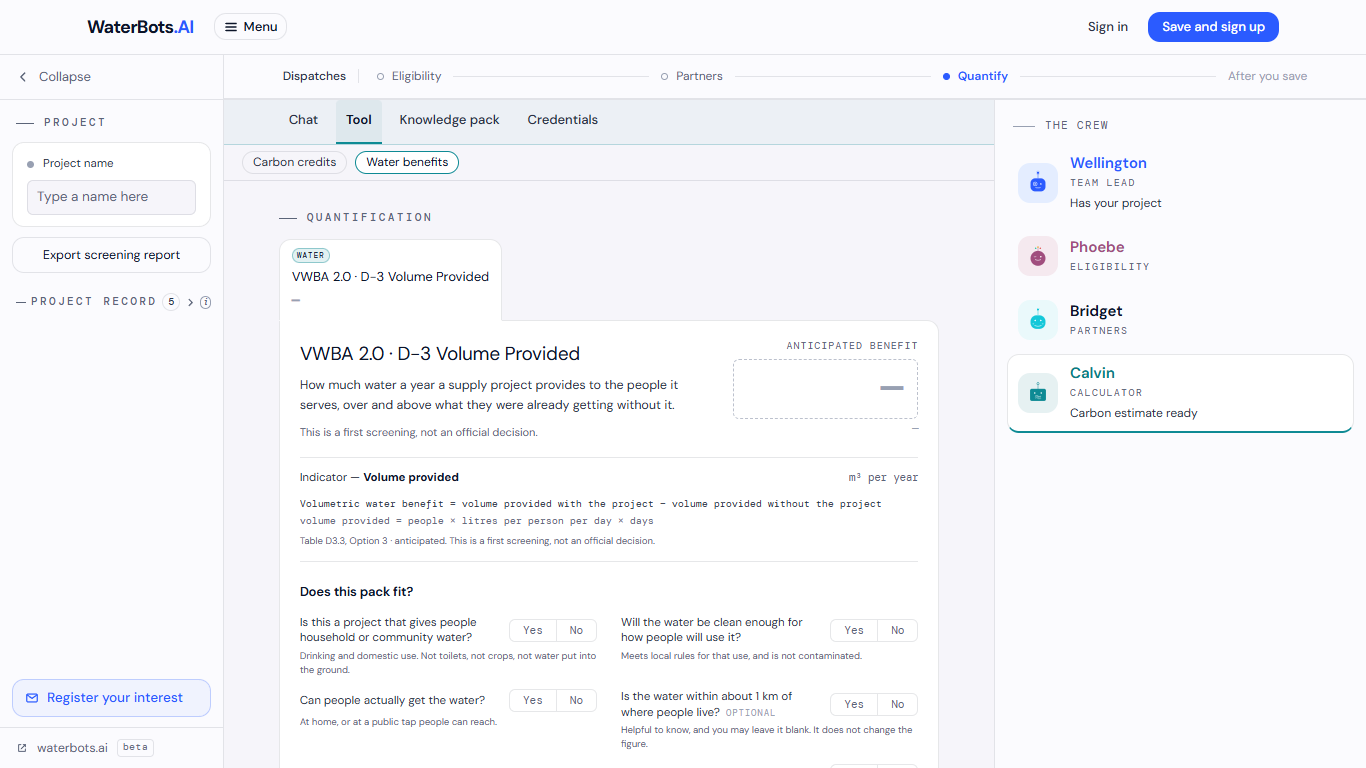 WaterBots.AI
Menu
Sign in
Save and sign up
Collapse
Dispatches
Eligibility
Partners
Quantify
After you save
PROJECT
Project name
Type a name here
Export screening report
PROJECT RECORD 5
Register your interest
waterbots.ai beta
Chat
Tool
Knowledge pack
Credentials
Carbon credits
Water benefits
QUANTIFICATION
WATER
VWBA 2.0 · D-3 Volume Provided
—
VWBA 2.0 · D-3 Volume Provided
How much water a year a supply project provides to the people it
serves, over and above what they were already getting without it.
This is a first screening, not an official decision.
ANTICIPATED BENEFIT
—
—
Indicator — Volume provided
m³ per year
Volumetric water benefit = volume provided with the project − volume provided without the project
volume provided = people × litres per person per day × days
Table D3.3, Option 3 · anticipated. This is a first screening, not an official decision.
Does this pack fit?
Is this a project that gives people
household or community water?
Yes No
Drinking and domestic use. Not toilets, not crops, not water put into
the ground.
Will the water be clean enough for
how people will use it?
Yes No
Meets local rules for that use, and is not contaminated.
Can people actually get the water?
Yes No
At home, or at a public tap people can reach.
Is the water within about 1 km of
where people live? OPTIONAL
Yes No
Helpful to know, and you may leave it blank. It does not change the
figure.
THE CREW
Wellington
TEAM LEAD
Has your project
Phoebe
ELIGIBILITY
Bridget
PARTNERS
Calvin
CALCULATOR
Carbon estimate ready